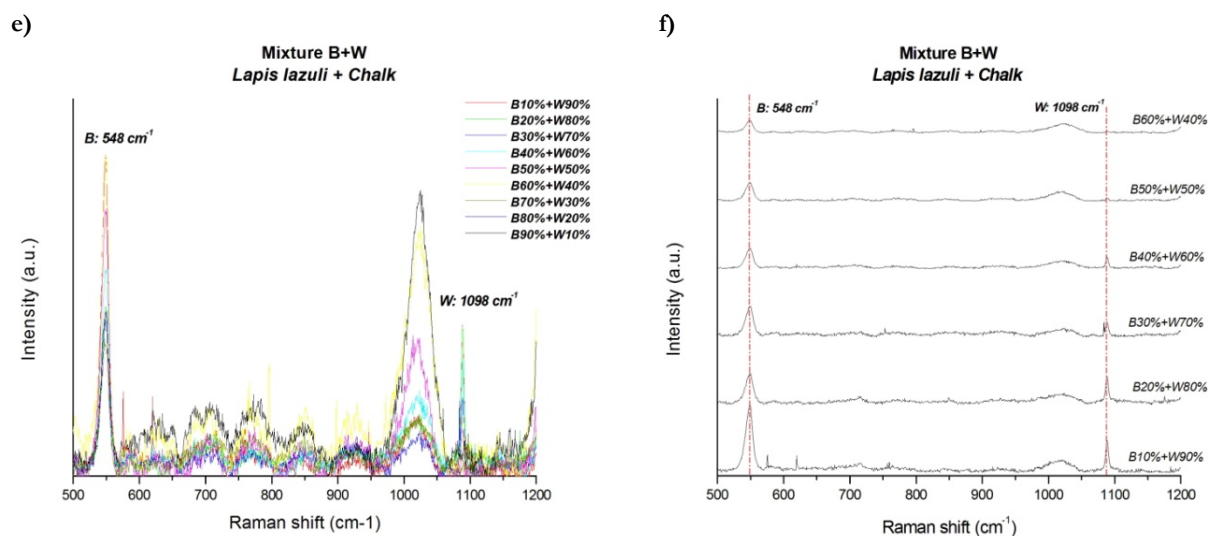 e)
Mixture B+W
Lapis lazuli + Chalk
B: 548 cm⁻¹
W: 1098 cm⁻¹
B10%+W90%
B20%+W80%
B30%+W70%
B40%+W60%
B50%+W50%
B60%+W40%
B70%+W30%
B80%+W20%
B90%+W10%
Intensity (a.u.)
500 600 700 800 900 1000 1100 1200
Raman shift (cm-1)
f)
Mixture B+W
Lapis lazuli + Chalk
B: 548 cm⁻¹
W: 1098 cm⁻¹
B60%+W40%
B50%+W50%
B40%+W60%
B30%+W70%
B20%+W80%
B10%+W90%
Intensity (a.u.)
500 600 700 800 900 1000 1100 1200
Raman shift (cm⁻¹)